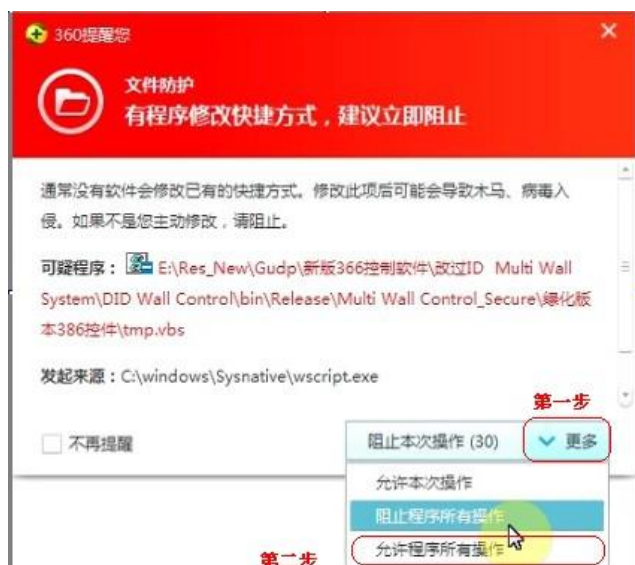 360提醒您
文件防护
有程序修改快捷方式，建议立即阻止
通常没有软件会修改已有的快捷方式。修改此项后可能会导致木马、病毒入
侵。如果不是您主动修改，请阻止。
可疑程序：E:\Res_New\Gudp\新版366控制软件\改过ID Multi Wall
System\DID Wall Control\bin\Release\Multi Wall Control_Secure\绿化版
本386控件\tmp.vbs
发起来源：C:\windows\Sysnative\wscript.exe
第一步
不再提醒
阻止本次操作 (30)
更多
允许本次操作
阻止程序所有操作
允许程序所有操作
第二步